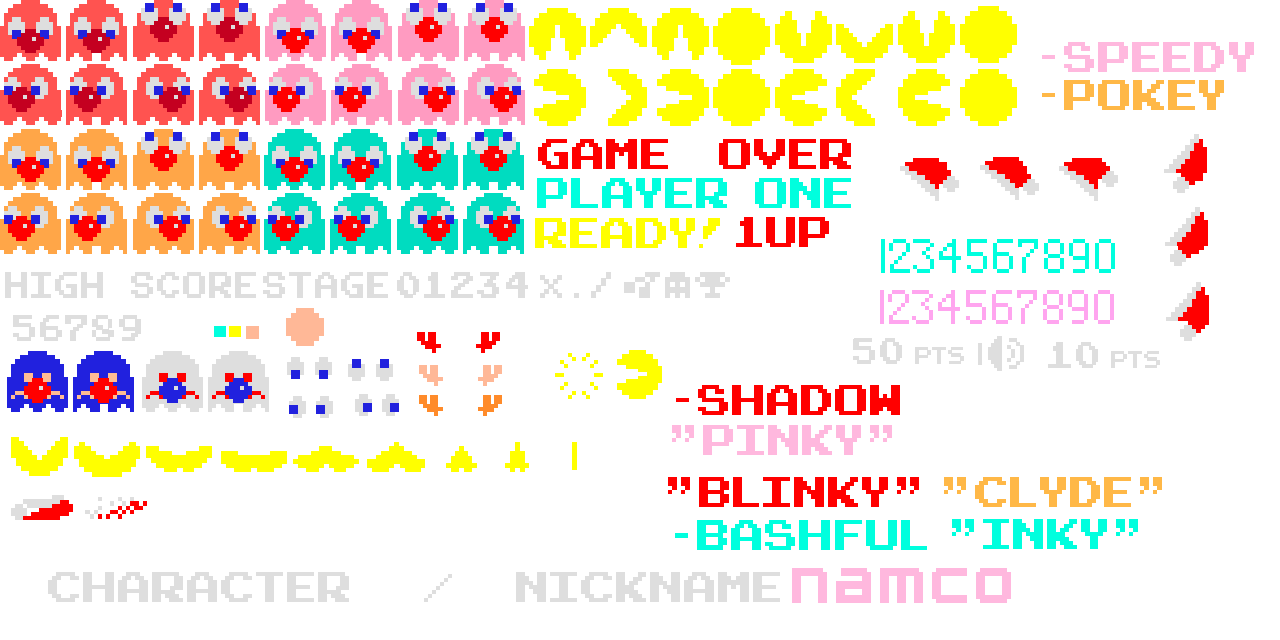 -SPEEDY
-POKEY
GAME OVER
PLAYER ONE
READY! 1UP
1234567890
HIGH SCORE STAGE 01234 x./
1234567890
56789
50 PTS 10 PTS
-SHADOW
"PINKY"
"BLINKY" "CLYDE"
-BASHFUL "INKY"
CHARACTER / NICKNAME namco